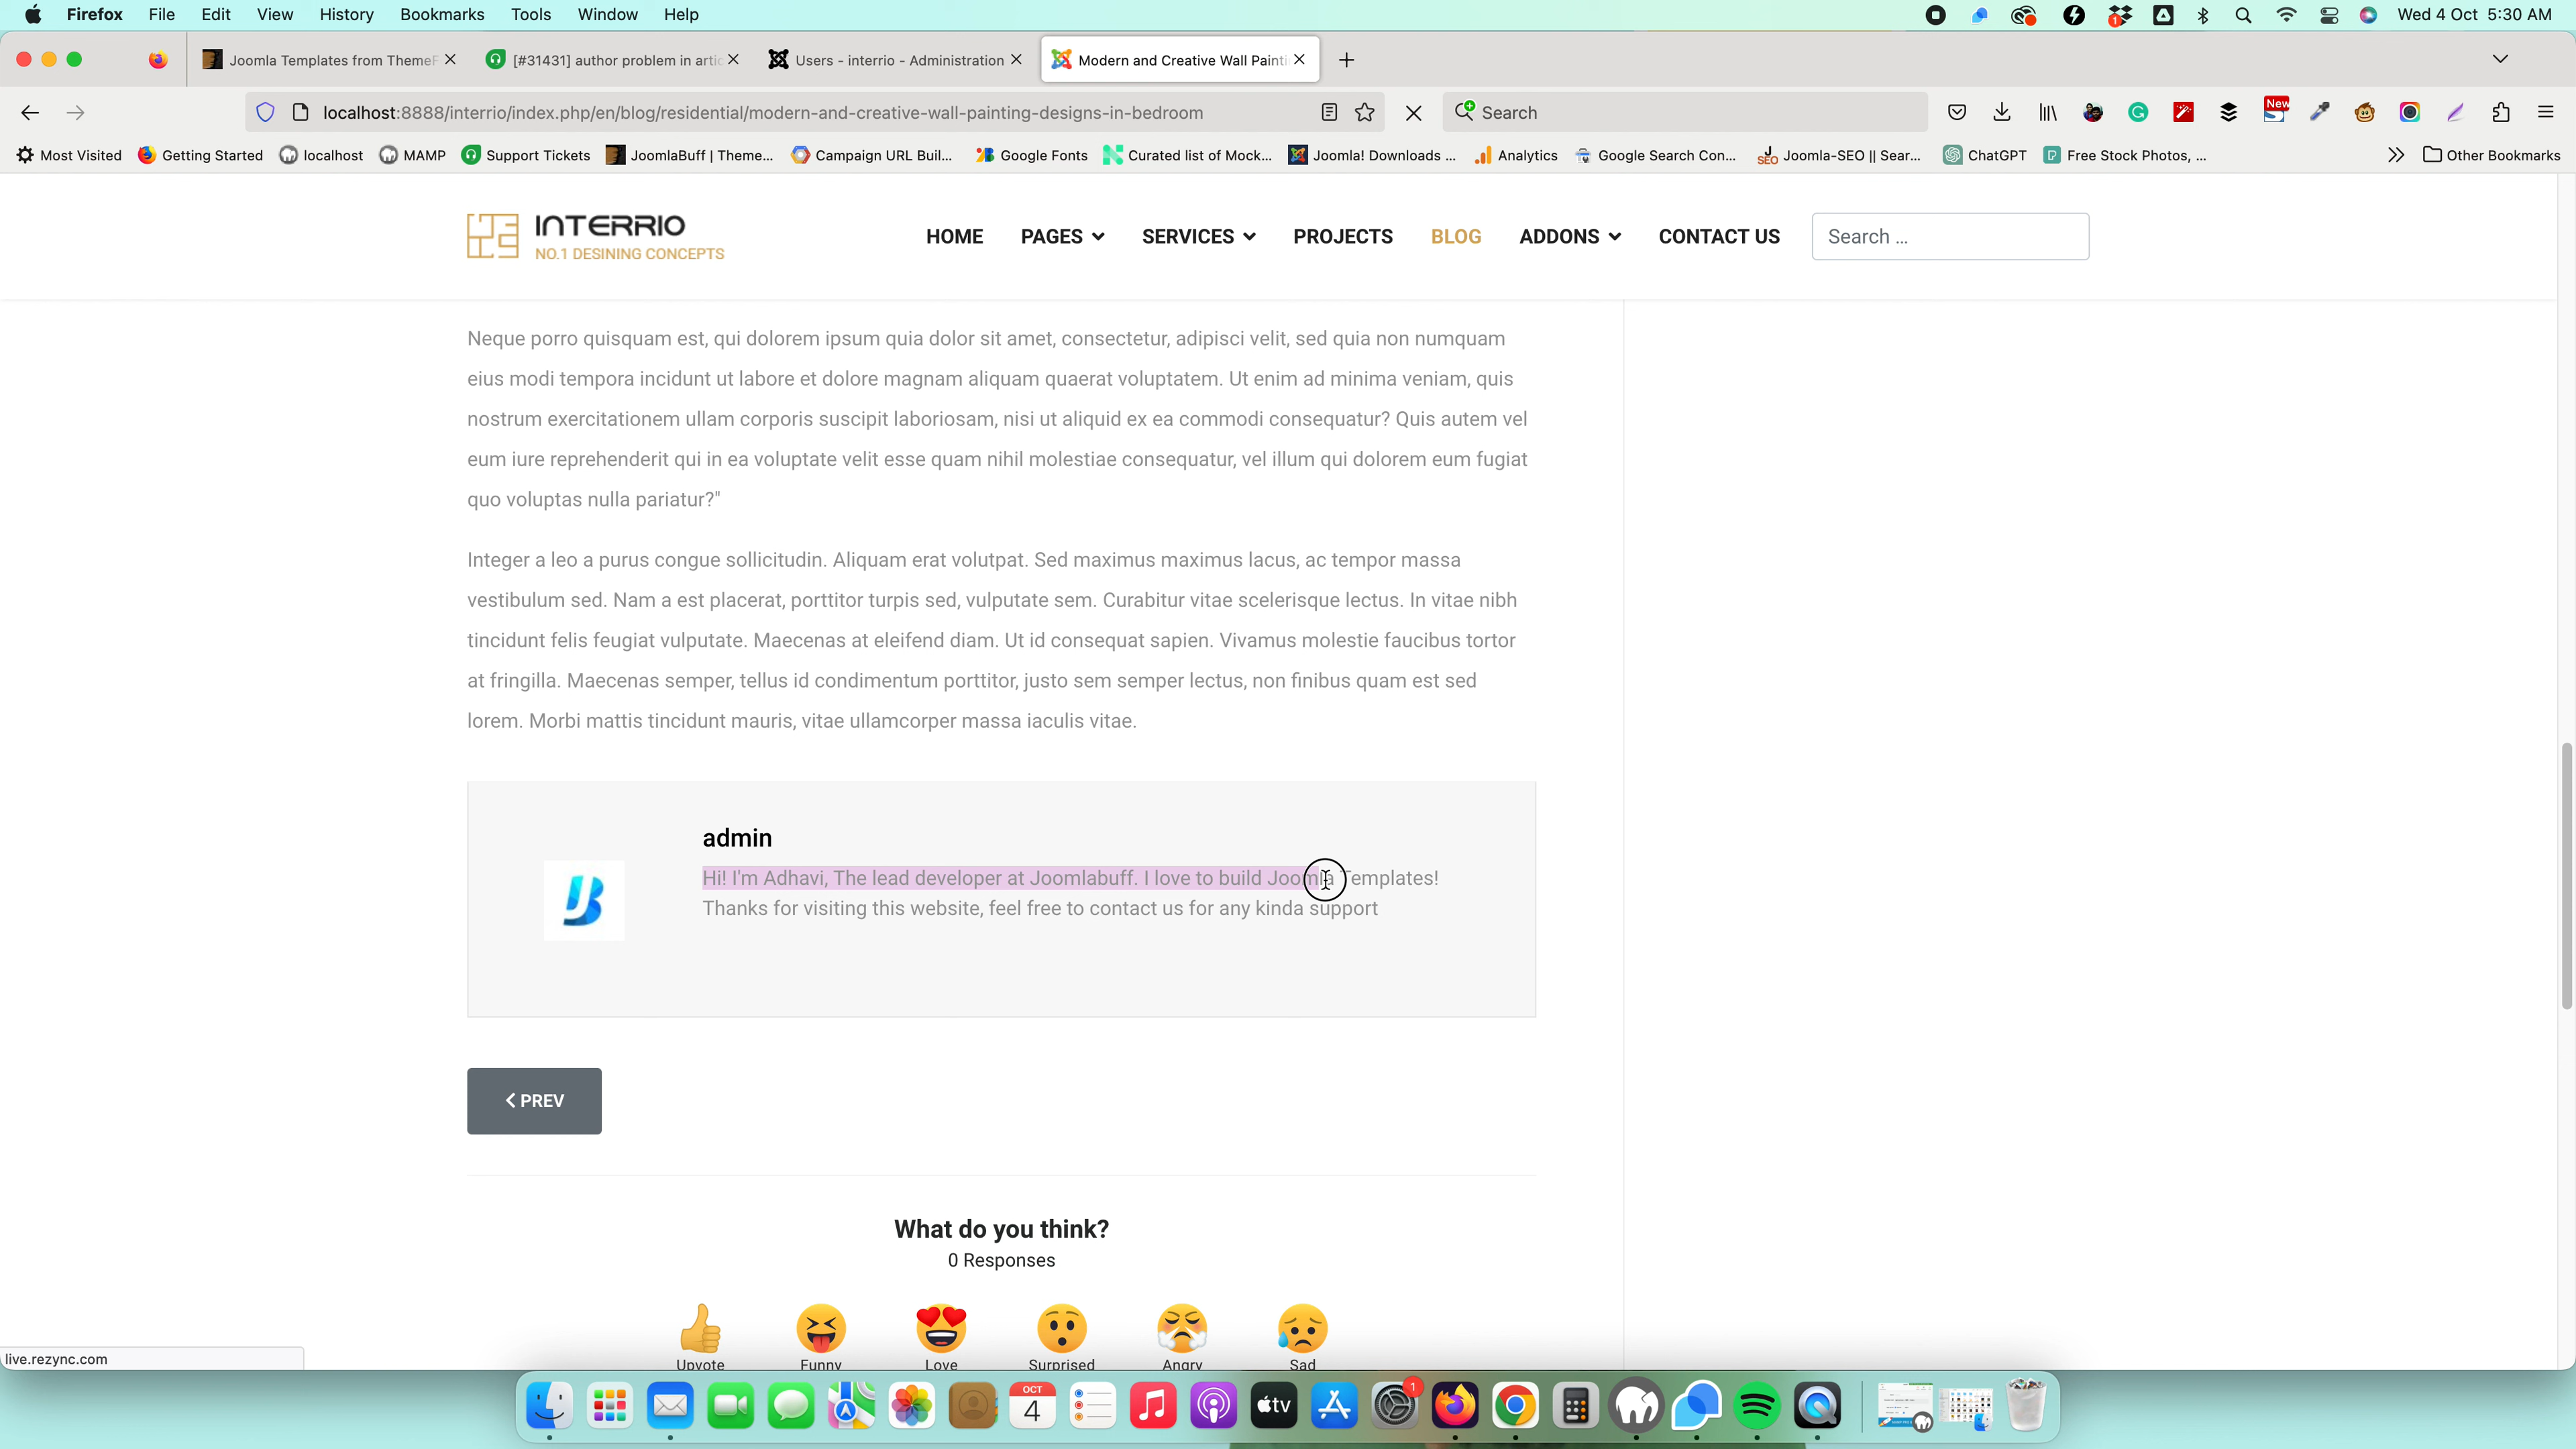 Firefox File Edit View History Bookmarks Tools Window Help Wed 4 Oct 5:30 AM
Joomla Templates from ThemeF [#31431] author problem in artic Users - interrio - Administration Modern and Creative Wall Painti
localhost:8888/interrio/index.php/en/blog/residential/modern-and-creative-wall-painting-designs-in-bedroom Search New
Most Visited Getting Started localhost MAMP Support Tickets JoomlaBuff | Theme... Campaign URL Buil... Google Fonts Curated list of Mock... Joomla! Downloads ... Analytics Google Search Con... SEO Joomla-SEO || Sear... ChatGPT Free Stock Photos, ... Other Bookmarks
INTERRIO
NO.1 DESINING CONCEPTS
HOME PAGES SERVICES PROJECTS BLOG ADDONS CONTACT US Search ...
Neque porro quisquam est, qui dolorem ipsum quia dolor sit amet, consectetur, adipisci velit, sed quia non numquam
eius modi tempora incidunt ut labore et dolore magnam aliquam quaerat voluptatem. Ut enim ad minima veniam, quis
nostrum exercitationem ullam corporis suscipit laboriosam, nisi ut aliquid ex ea commodi consequatur? Quis autem vel
eum iure reprehenderit qui in ea voluptate velit esse quam nihil molestiae consequatur, vel illum qui dolorem eum fugiat
quo voluptas nulla pariatur?"
Integer a leo a purus congue sollicitudin. Aliquam erat volutpat. Sed maximus maximus lacus, ac tempor massa
vestibulum sed. Nam a est placerat, porttitor turpis sed, vulputate sem. Curabitur vitae scelerisque lectus. In vitae nibh
tincidunt felis feugiat vulputate. Maecenas at eleifend diam. Ut id consequat sapien. Vivamus molestie faucibus tortor
at fringilla. Maecenas semper, tellus id condimentum porttitor, justo sem semper lectus, non finibus quam est sed
lorem. Morbi mattis tincidunt mauris, vitae ullamcorper massa iaculis vitae.
admin
Hi! I'm Adhavi, The lead developer at Joomlabuff. I love to build Joomla Templates!
Thanks for visiting this website, feel free to contact us for any kinda support
PREV
What do you think?
0 Responses
Upvote Funny Love Surprised Angry Sad
live.rezync.com
OCT
4
tv
1